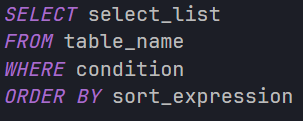 SELECT select_list
FROM table_name
WHERE condition
ORDER BY sort_expression